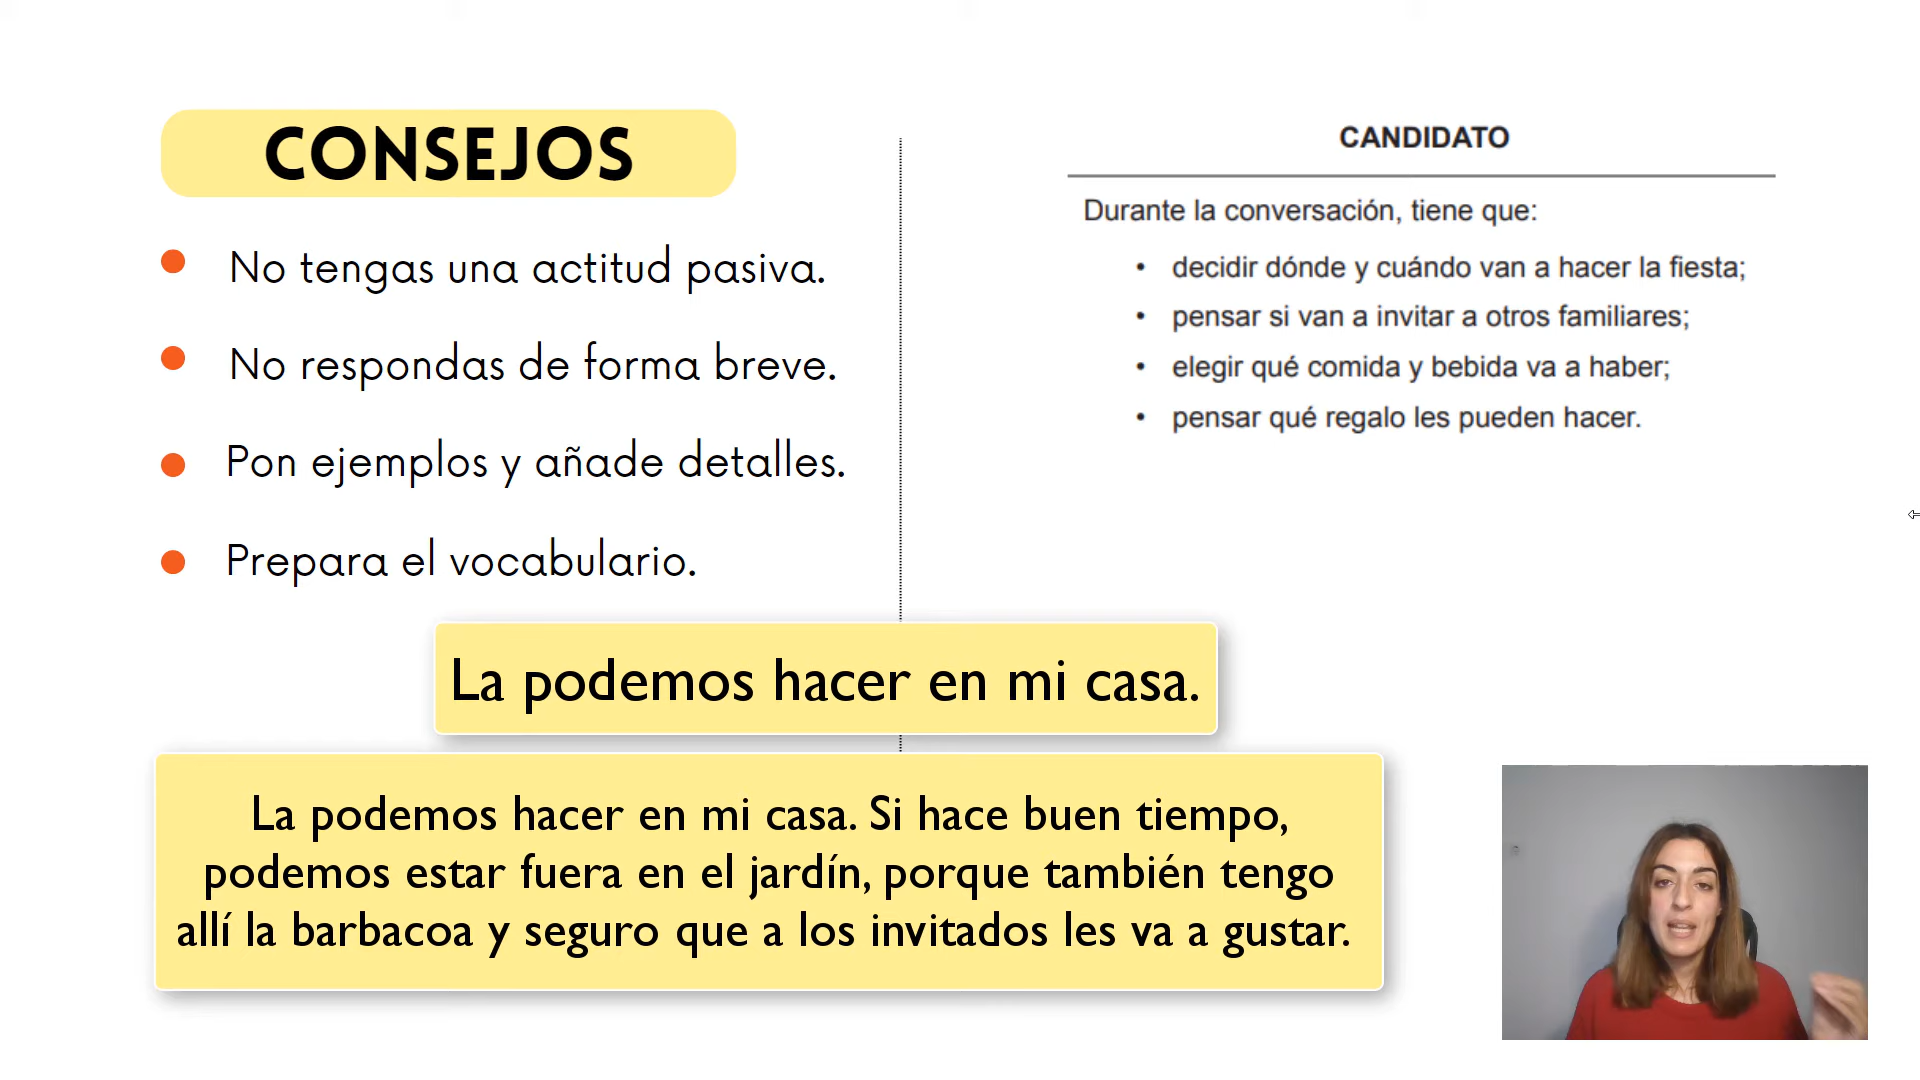 CONSEJOS
No tengas una actitud pasiva.
No respondas de forma breve.
Pon ejemplos y añade detalles.
Prepara el vocabulario.
CANDIDATO
Durante la conversación, tiene que:
• decidir dónde y cuándo van a hacer la fiesta;
• pensar si van a invitar a otros familiares;
• elegir qué comida y bebida va a haber;
• pensar qué regalo les pueden hacer.
La podemos hacer en mi casa.
La podemos hacer en mi casa. Si hace buen tiempo,
podemos estar fuera en el jardín, porque también tengo
allí la barbacoa y seguro que a los invitados les va a gustar.